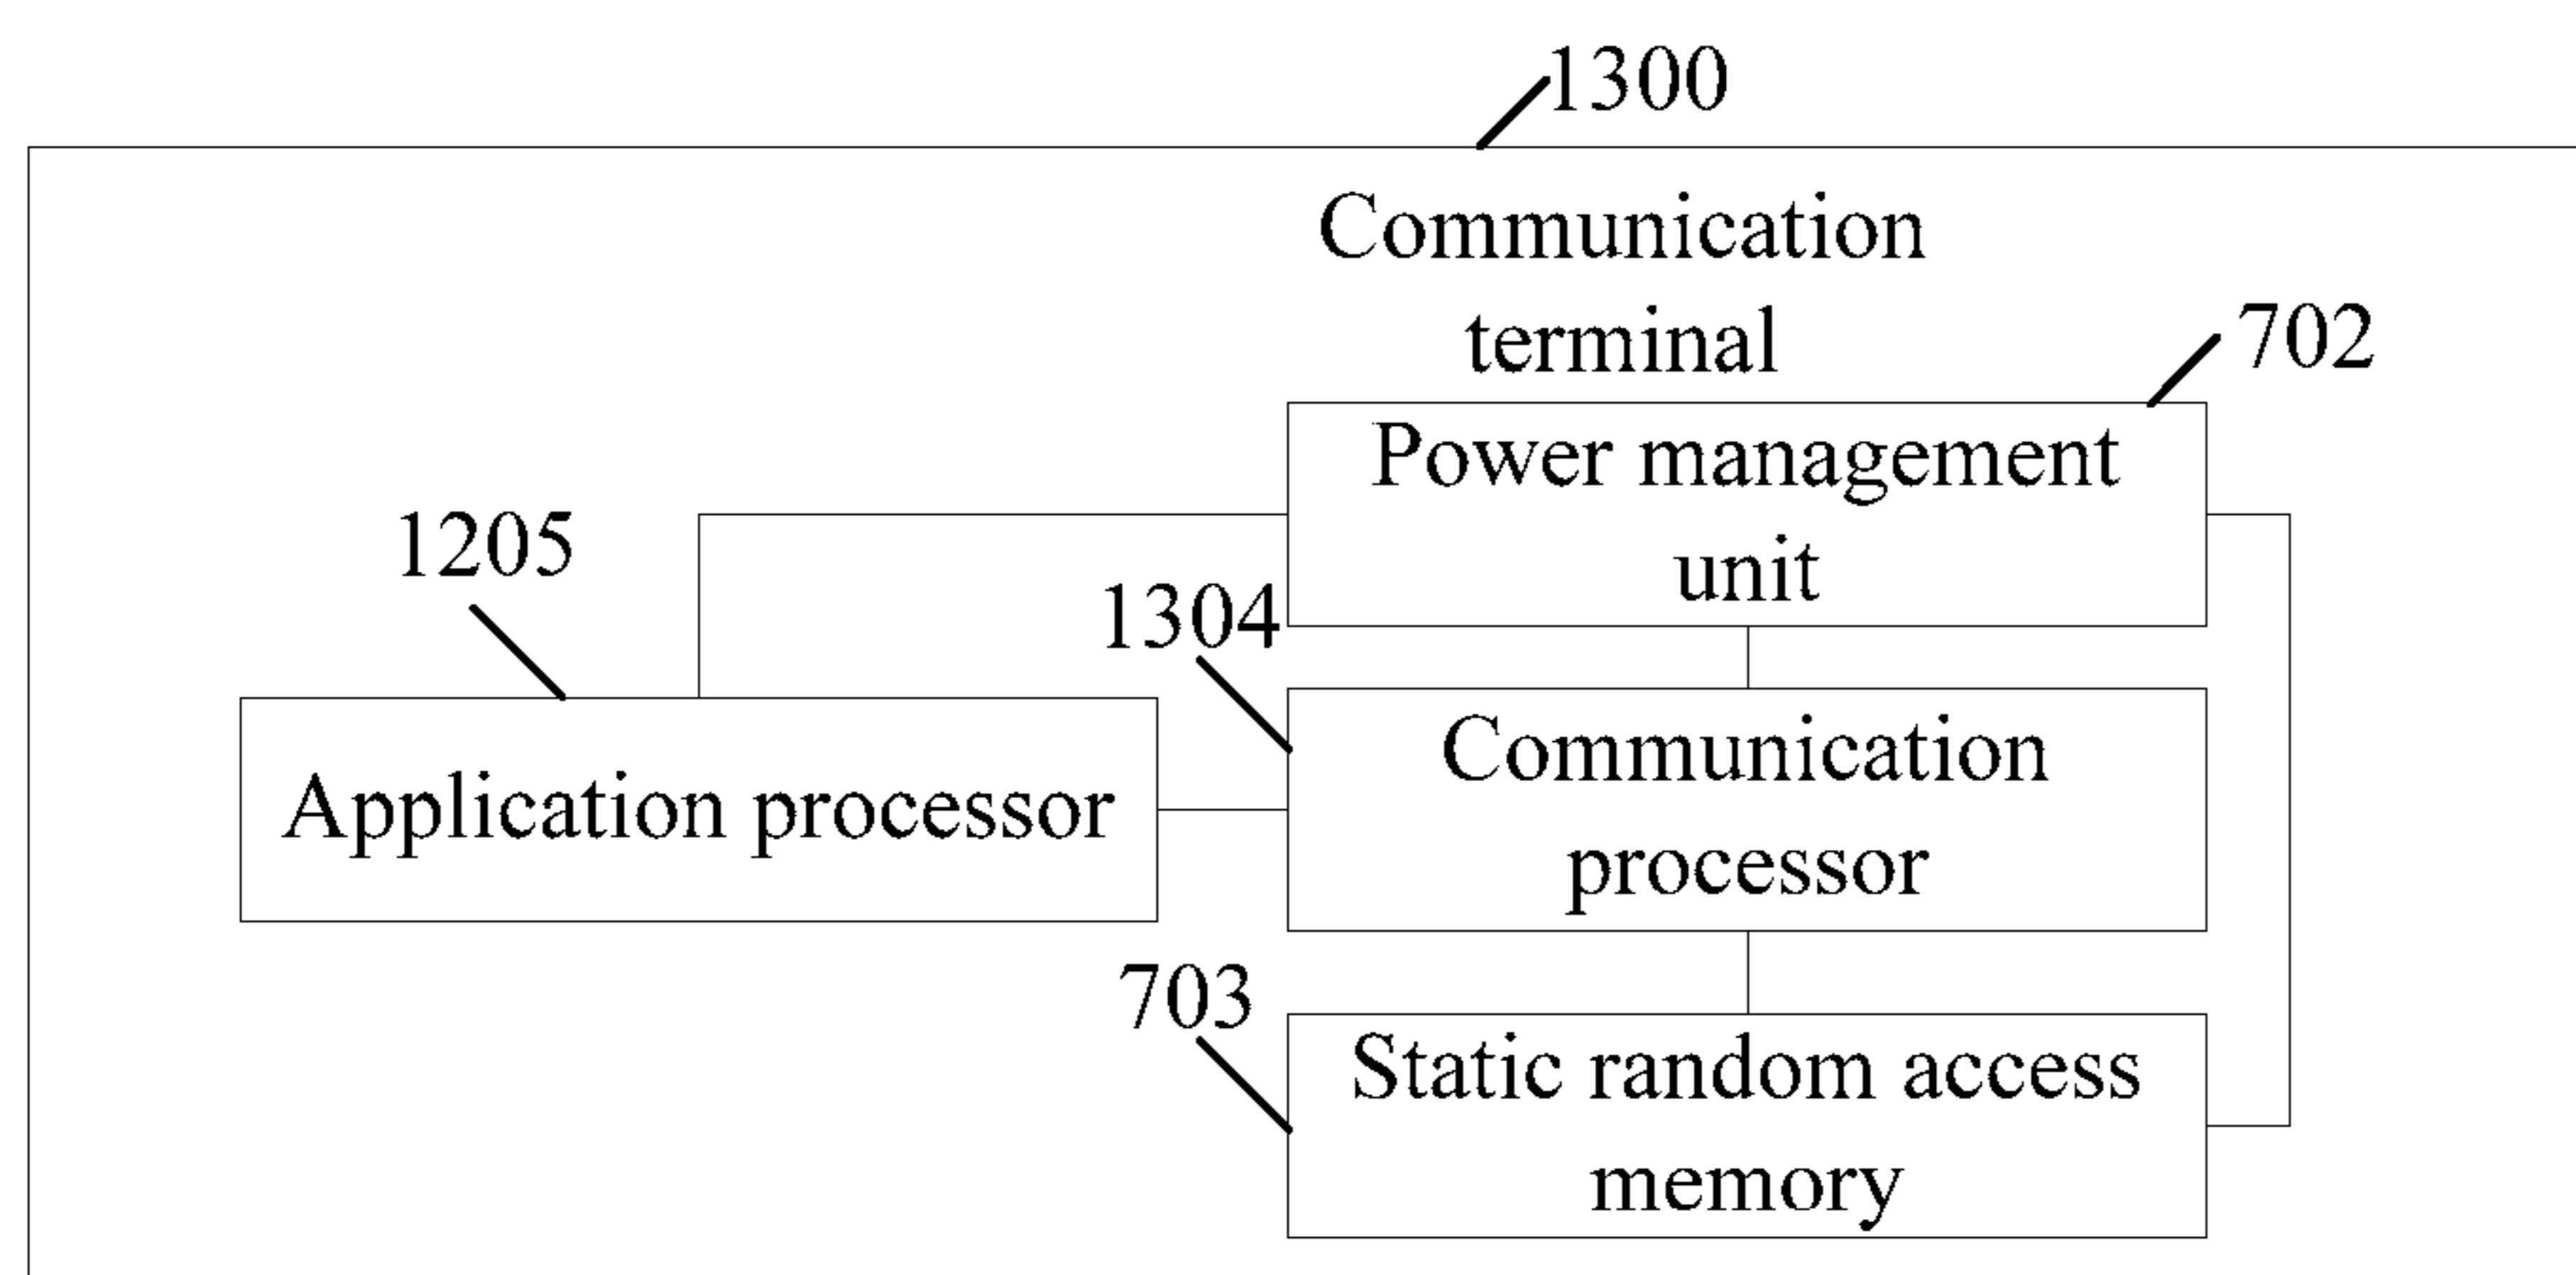 1300
Communication
terminal
702
Power management
unit
1205
1304
Application processor
Communication
processor
703
Static random access
memory